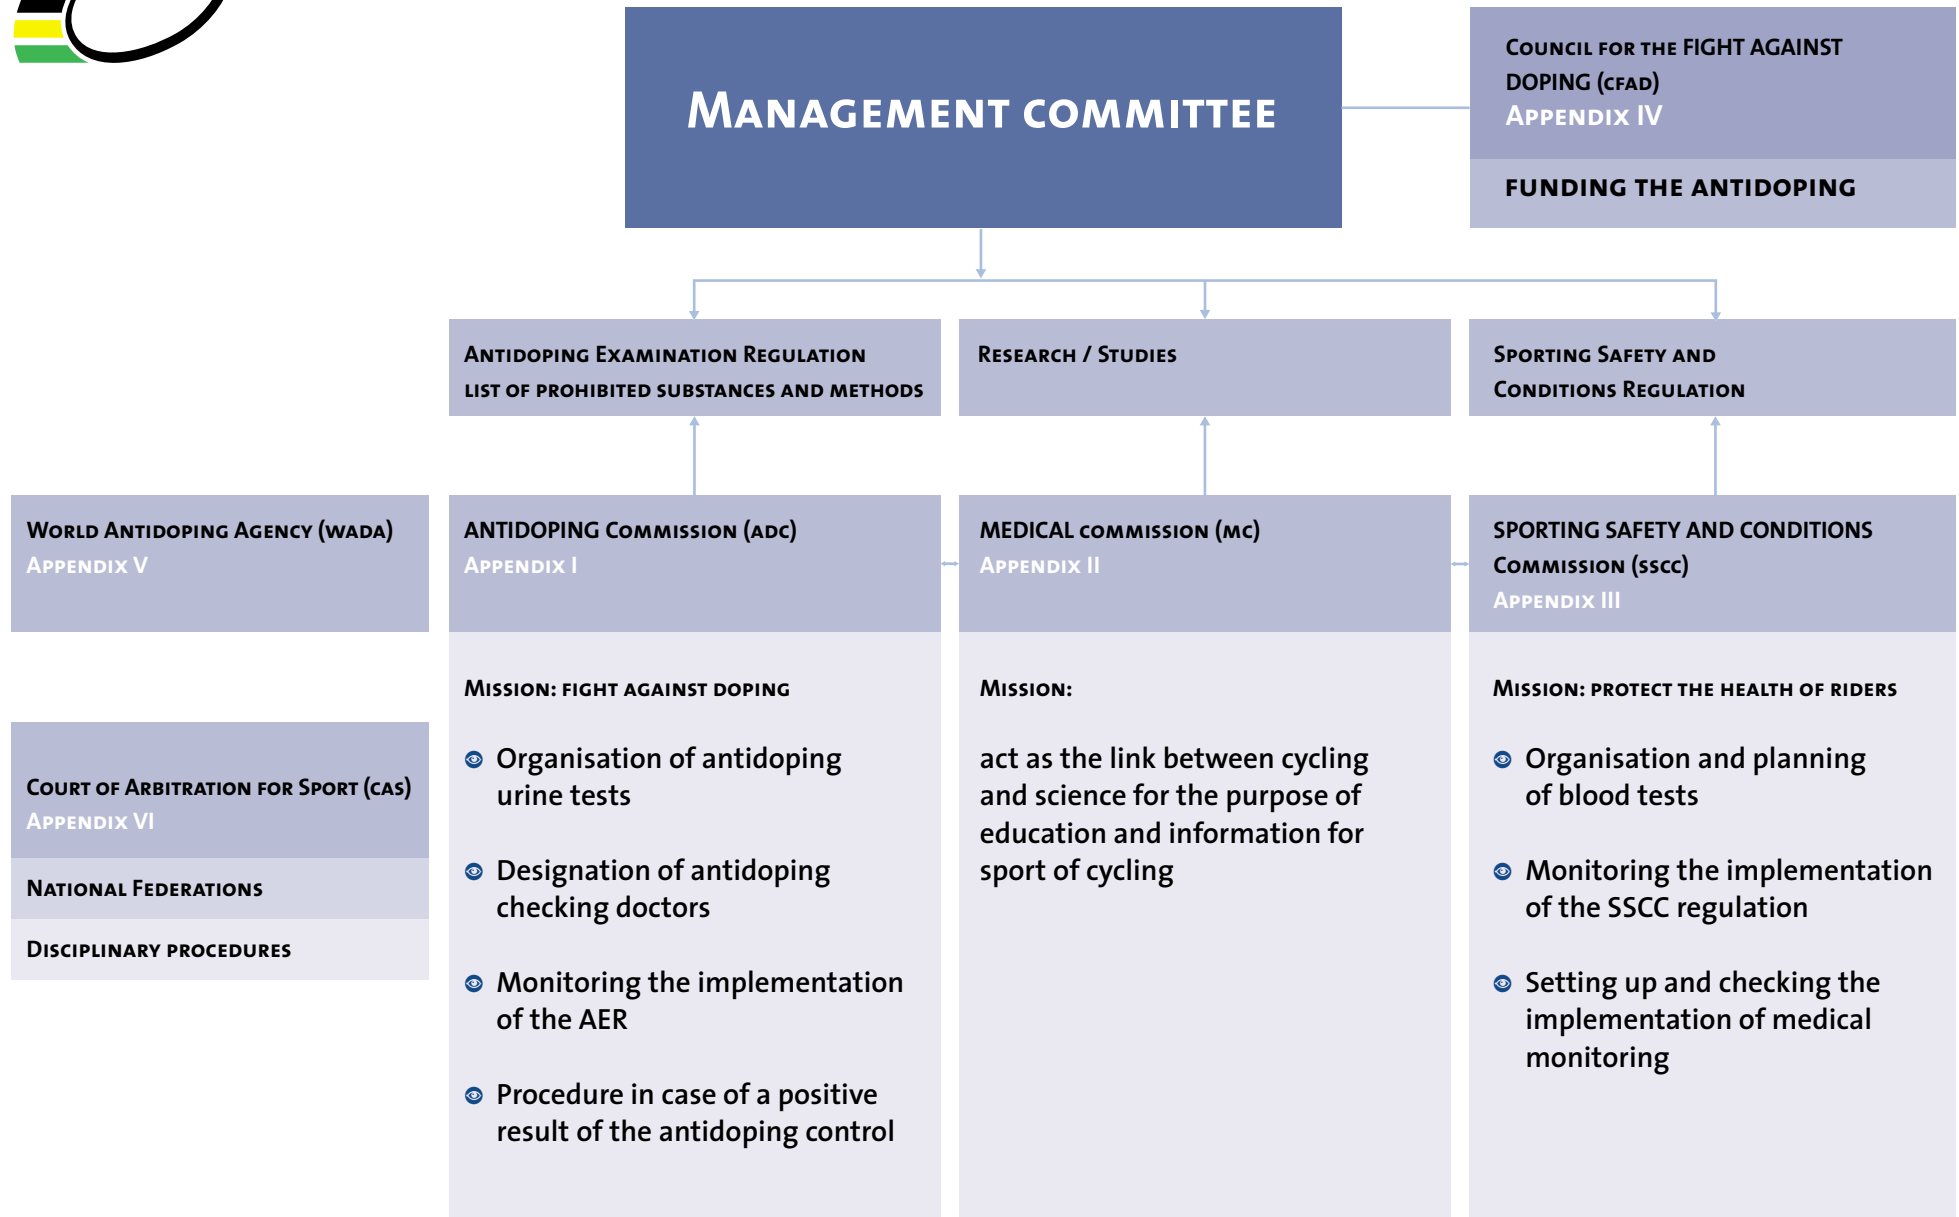 Management committee
Council for the FIGHT AGAINST
DOPING (CFAD)
Appendix IV
FUNDING THE ANTIDOPING
Antidoping Examination Regulation
list of prohibited substances and methods
Research / Studies
Sporting Safety and
Conditions Regulation
World Antidoping Agency (WADA)
Appendix V
ANTIDOPING Commission (ADC)
Appendix I
MEDICAL commission (MC)
Appendix II
SPORTING SAFETY AND CONDITIONS
Commission (SSCC)
Appendix III
Court of Arbitration for Sport (CAS)
Appendix VI
National Federations
Disciplinary procedures
Mission: fight against doping
Organisation of antidoping
urine tests
Designation of antidoping
checking doctors
Monitoring the implementation
of the AER
Procedure in case of a positive
result of the antidoping control
Mission:
act as the link between cycling
and science for the purpose of
education and information for
sport of cycling
Mission: protect the health of riders
Organisation and planning
of blood tests
Monitoring the implementation
of the SSCC regulation
Setting up and checking the
implementation of medical
monitoring